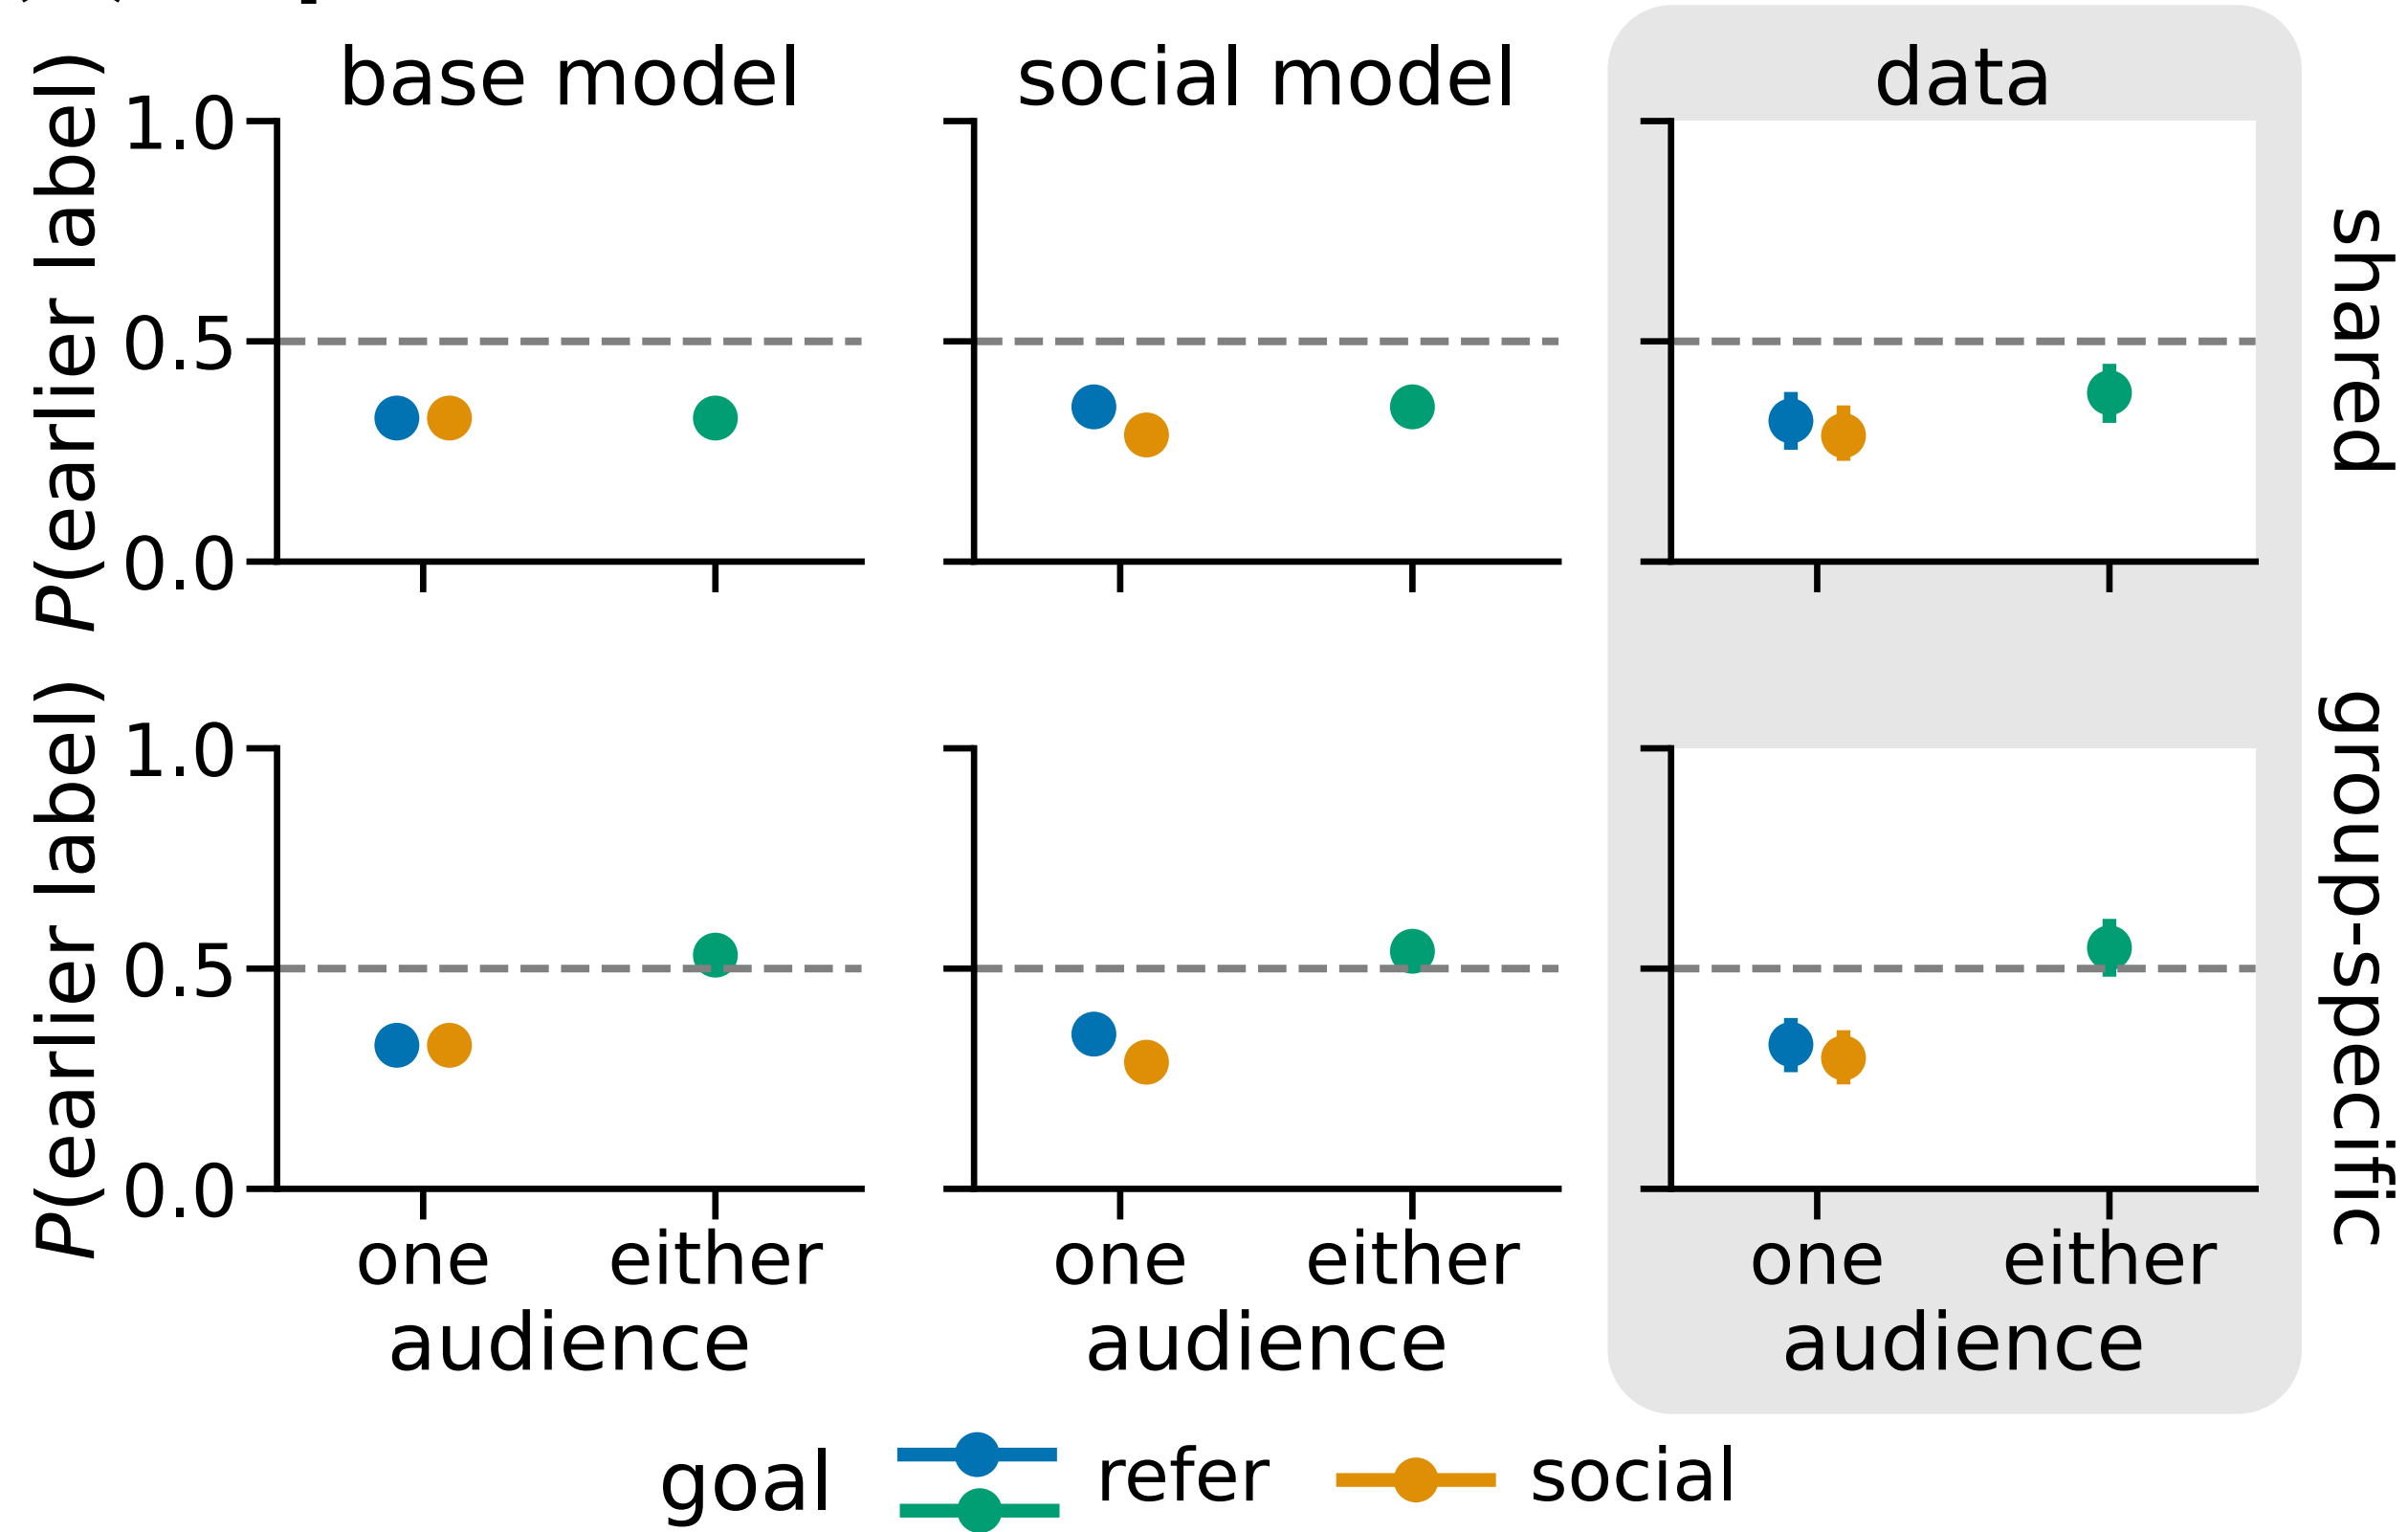 base model social model data
P(earlier label) 1.0 0.5 0.0 shared
P(earlier label) 1.0 0.5 0.0 group-specific
one either one either one either
audience audience audience
goal refer social